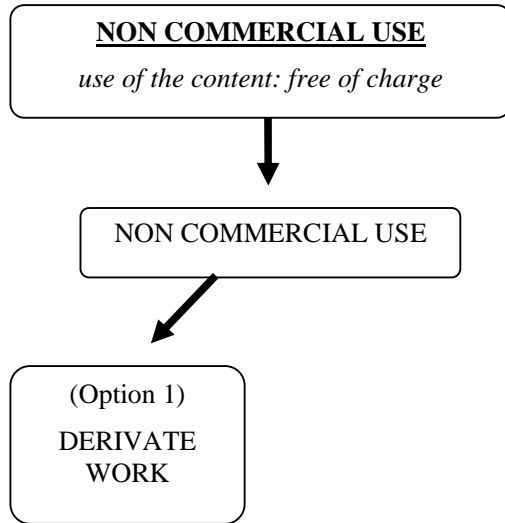 NON COMMERCIAL USE
use of the content: free of charge
NON COMMERCIAL USE
(Option 1)
DERIVATE
WORK